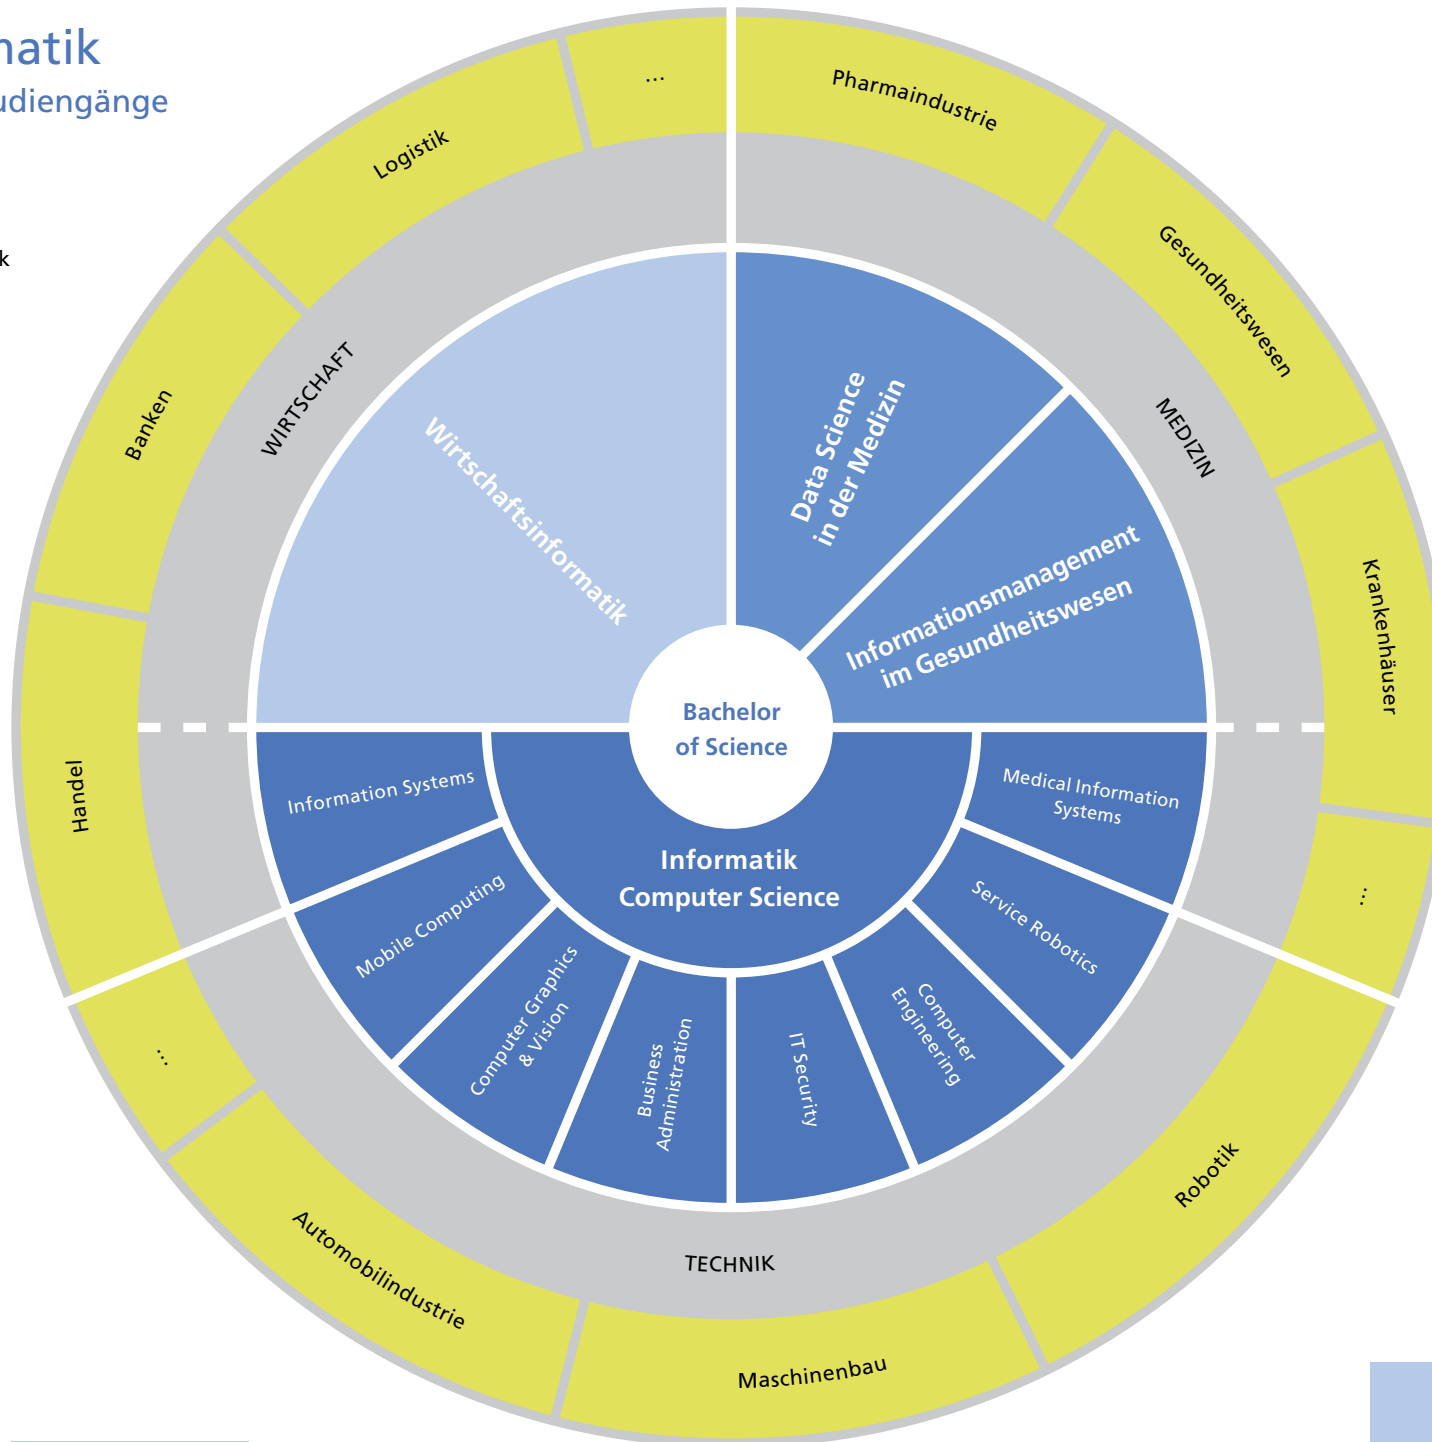 matik
udiengänge
k
...
Pharmaindustrie
Logistik
Gesundheitswesen
WIRTSCHAFT
MEDIZIN
Banken
Data Science
in der Medizin
Wirtschaftsinformatik
Informationsmanagement
im Gesundheitswesen
Krankenhäuser
Bachelor
of Science
Handel
Information Systems
Medical Information
Systems
Informatik
Computer Science
...
Mobile Computing
Service Robotics
Computer Graphics
& Vision
Business
Administration
IT Security
Computer
Engineering
...
Robotik
TECHNIK
Automobilindustrie
Maschinenbau